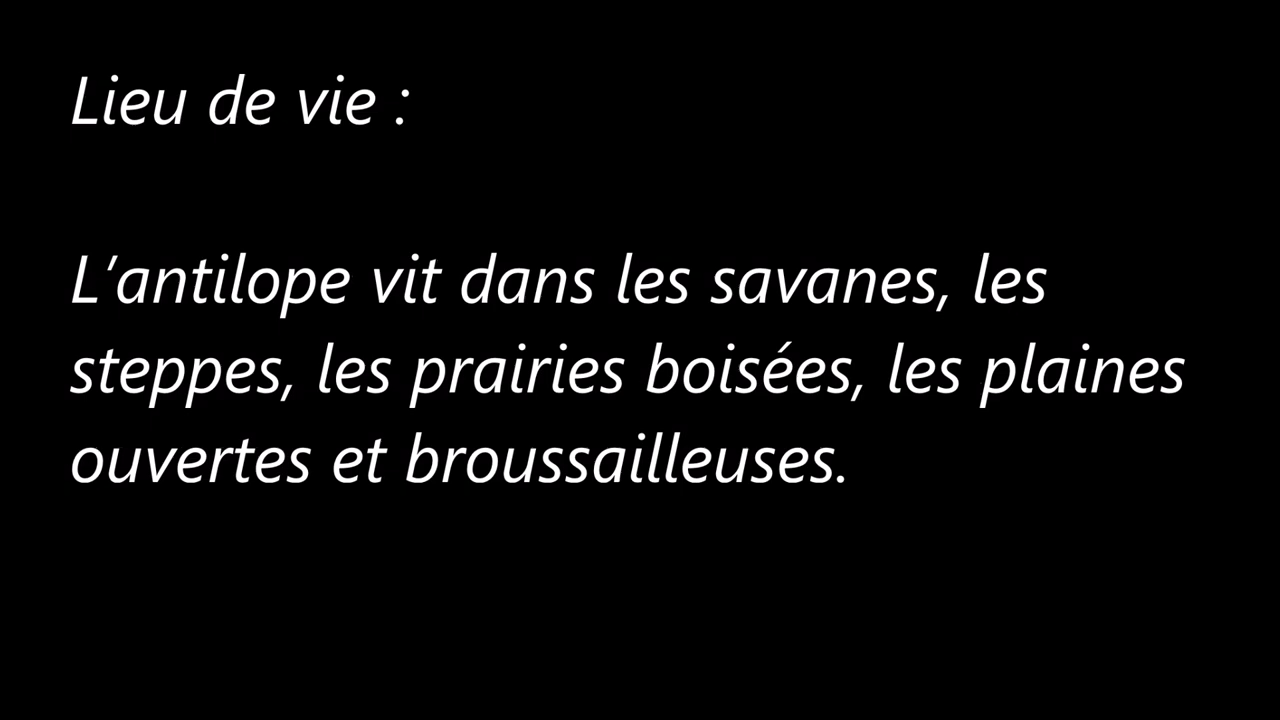 Lieu de vie :
L'antilope vit dans les savanes, les
steppes, les prairies boisées, les plaines
ouvertes et broussailleuses.